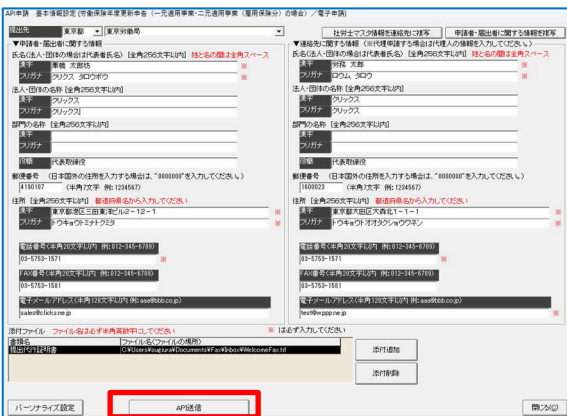 API申請 基本情報設定(労働保険年度更新申告(一元適用事業・二元適用事業(雇用保険分)の場合)/電子申請)
提出先 東京都 東京労働局
社労士マスタ情報を連絡先に複写 申請者・届出者に関する情報を複写
▼申請者・届出者に関する情報
氏名(法人・団体の場合は代表者氏名) [全角256文字以内] 姓と名の間は全角スペース
漢字 栗橋 太郎坊 ※
フリガナ クリクス タロウボウ ※
法人・団体の名称 [全角256文字以内]
漢字 クリックス
フリガナ クリックス
部門の名称 [全角256文字以内]
漢字
フリガナ
役職 代表取締役
郵便番号 (日本国外の住所を入力する場合は、"0000000"を入力してください。)
4190107 (半角7文字 例:1234567)
住所 [全角256文字以内] 都道府県名から入力してください
漢字 東京都港区三田東洋ビル2-12-1 ※
フリガナ トウキョウトミナトクミタ ※
電話番号(半角20文字以内 例:012-345-6789)
03-5753-1571 ※
FAX番号(半角20文字以内 例:012-345-6789)
03-5753-1581
電子メールアドレス(半角128文字以内 例:aaa@bbb.co.jp)
sales@clicks.ne.jp
▼連絡先に関する情報 (※代理申請する場合は代理人の情報を入力してください。)
氏名(法人・団体の場合は代表者氏名) [全角256文字以内] 姓と名の間は全角スペース
漢字 労務 太郎 ※
フリガナ ロウム タロウ ※
法人・団体の名称 [全角256文字以内]
漢字 クリックス
フリガナ クリックス
部門の名称 [全角256文字以内]
漢字
フリガナ
役職 代表取締役
郵便番号 (日本国外の住所を入力する場合は、"0000000"を入力してください。)
1600023 (半角7文字 例:1234567)
住所 [全角256文字以内] 都道府県名から入力してください
漢字 東京都大田区大森北1-1-1 ※
フリガナ トウキョウトオオタクショウワネン ※
電話番号(半角20文字以内 例:012-345-6789)
03-5753-1571 ※
FAX番号(半角20文字以内 例:012-345-6789)
03-5753-1581
電子メールアドレス(半角128文字以内 例:aaa@bbb.co.jp)
test@wppp.ne.jp
添付ファイル ファイル名は必ず半角英数字にしてください ※ は必ず入力してください
書類名 ファイル名(ファイルの場所)
提出代行証明書 C:¥Users¥sugiura¥Documents¥Fax¥Inbox¥WelcomeFax.tif
添付追加
添付削除
パーソナライズ設定 API送信 閉じる(C)